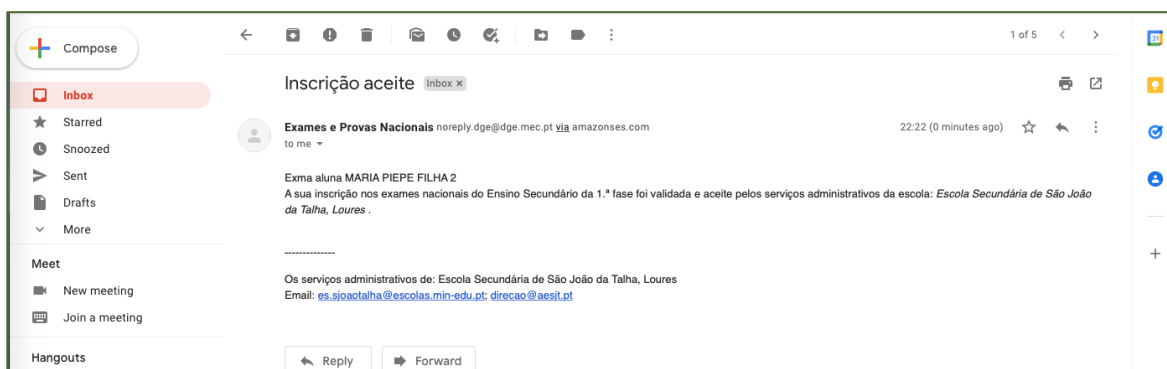 Compose
1 of 5
Inbox
Starred
Snoozed
Sent
Drafts
More
Meet
New meeting
Join a meeting
Hangouts
Inscrição aceite Inbox x
Exames e Provas Nacionais noreply.dge@dge.mec.pt via amazonses.com 22:22 (0 minutes ago)
to me
Exma aluna MARIA PIEPE FILHA 2
A sua inscrição nos exames nacionais do Ensino Secundário da 1.ª fase foi validada e aceite pelos serviços administrativos da escola: Escola Secundária de São João
da Talha, Loures .
--------------
Os serviços administrativos de: Escola Secundária de São João da Talha, Loures
Email: es.sjoaotalha@escolas.min-edu.pt; direcao@aesjt.pt
Reply Forward
31